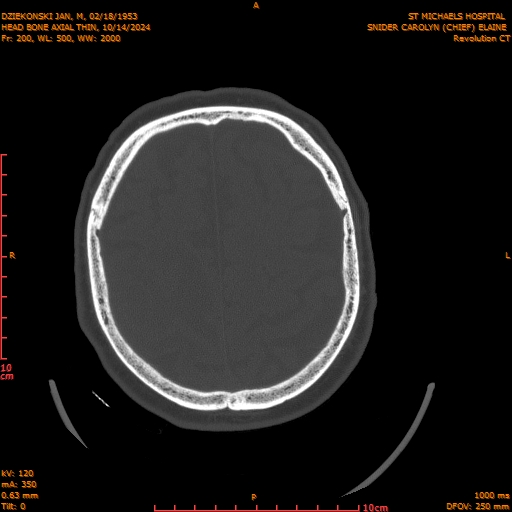 A
DZIEKONSKI JAN, M, 02/18/1953
HEAD BONE AXIAL THIN, 10/14/2024
Fr: 200, WL: 500, WW: 2000
ST MICHAELS HOSPITAL
SNIDER CAROLYN (CHIEF) ELAINE
Revolution CT
R
L
10
cm
kV: 120
mA: 350
0.63 mm
Tilt: 0
P
10cm
1000 ms
DFOV: 250 mm